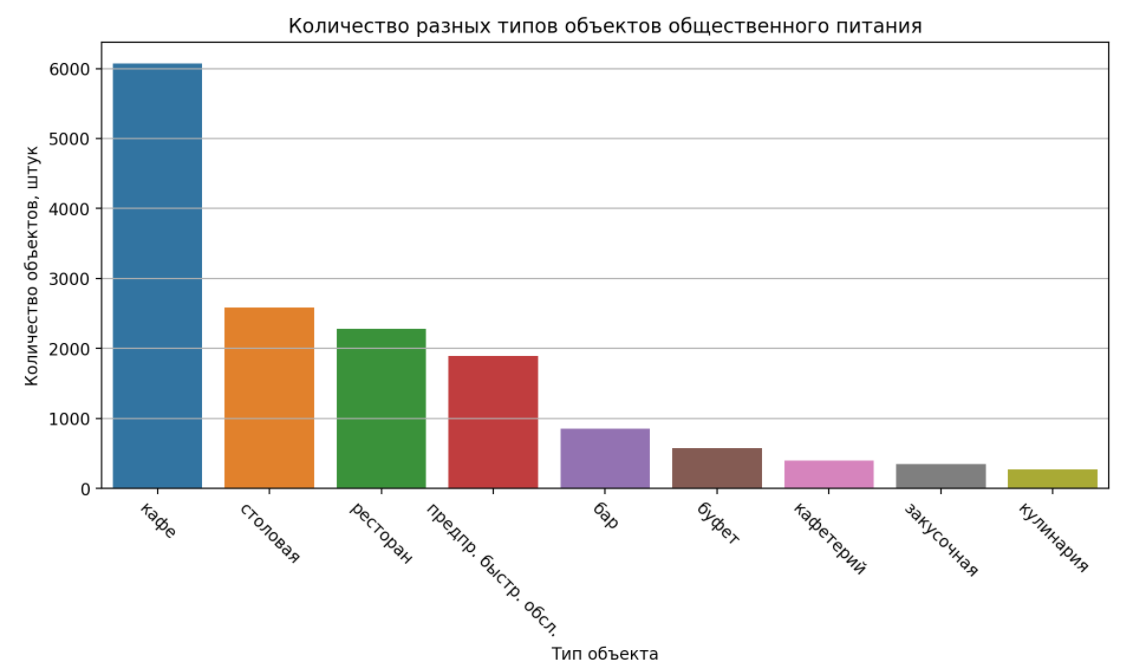 Количество разных типов объектов общественного питания
Количество объектов, штук
6000
5000
4000
3000
2000
1000
0
кафе
столовая
ресторан
предпр. быстр. обсл.
бар
буфет
кафетерий
закусочная
кулинария
Тип объекта